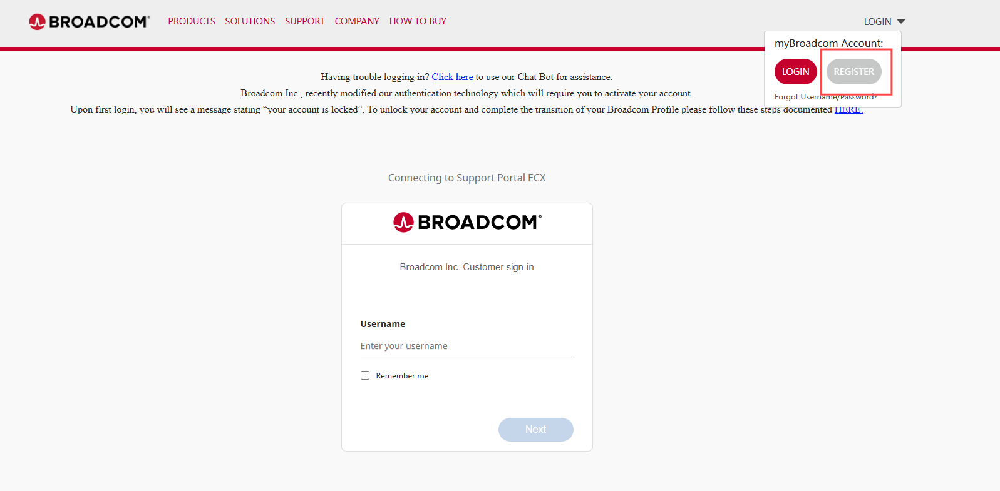 BROADCOM®
PRODUCTS SOLUTIONS SUPPORT COMPANY HOW TO BUY
LOGIN
myBroadcom Account:
LOGIN REGISTER
Forgot Username/Password?
Having trouble logging in? Click here to use our Chat Bot for assistance.
Broadcom Inc., recently modified our authentication technology which will require you to activate your account.
Upon first login, you will see a message stating “your account is locked”. To unlock your account and complete the transition of your Broadcom Profile please follow these steps documented HERE.
Connecting to Support Portal ECX
BROADCOM®
Broadcom Inc. Customer sign-in
Username
Enter your username
Remember me
Next